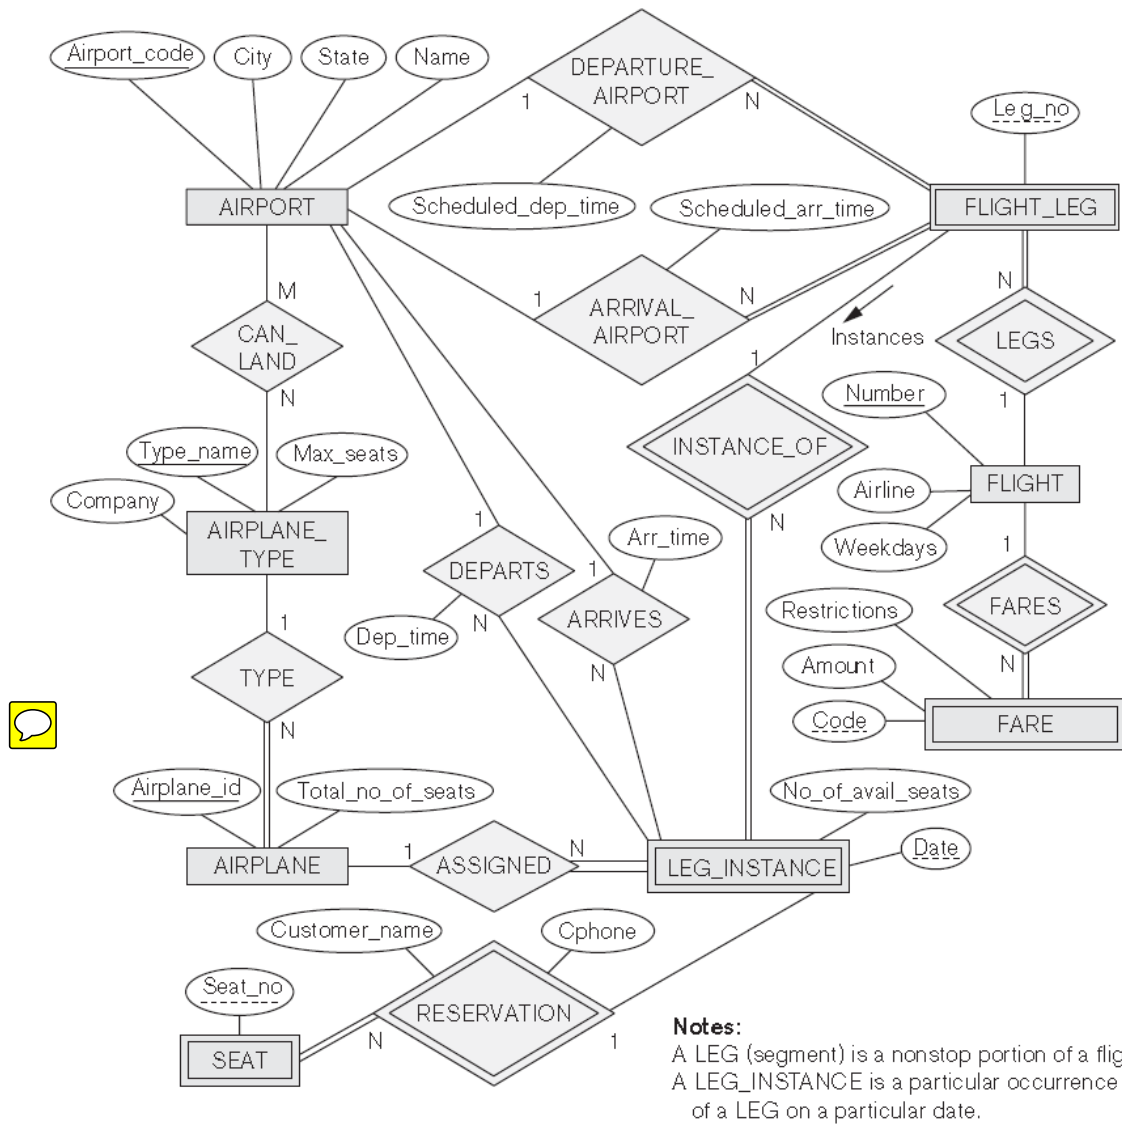 Airport_code
City
State
Name
DEPARTURE_
AIRPORT
1
N
Leg_no
AIRPORT
Scheduled_dep_time
Scheduled_arr_time
FLIGHT_LEG
M
1
ARRIVAL_
AIRPORT
N
N
CAN_
LAND
Instances
LEGS
1
N
1
Number
Type_name
Max_seats
INSTANCE_OF
Company
Airline
FLIGHT
AIRPLANE_
TYPE
1
N
Arr_time
Weekdays
1
DEPARTS
1
Restrictions
FARES
1
Dep_time
N
ARRIVES
TYPE
N
Amount
N
N
Code
FARE
Airplane_id
Total_no_of_seats
No_of_avail_seats
AIRPLANE
1
ASSIGNED
N
LEG_INSTANCE
Date
Customer_name
Cphone
Seat_no
RESERVATION
SEAT
N
1
Notes:
A LEG (segment) is a nonstop portion of a flig
A LEG_INSTANCE is a particular occurrence
of a LEG on a particular date.